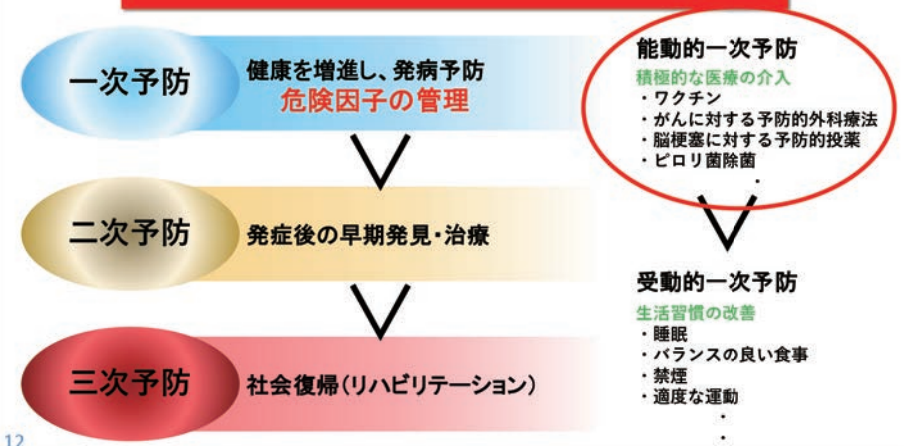 一次予防
健康を増進し、発病予防
危険因子の管理
二次予防
発症後の早期発見・治療
三次予防
社会復帰(リハビリテーション)
能動的一次予防
積極的な医療の介入
・ワクチン
・がんに対する予防的外科療法
・脳梗塞に対する予防的投薬
・ピロリ菌除菌
・
受動的一次予防
生活習慣の改善
・睡眠
・バランスの良い食事
・禁煙
・適度な運動
・
・
12